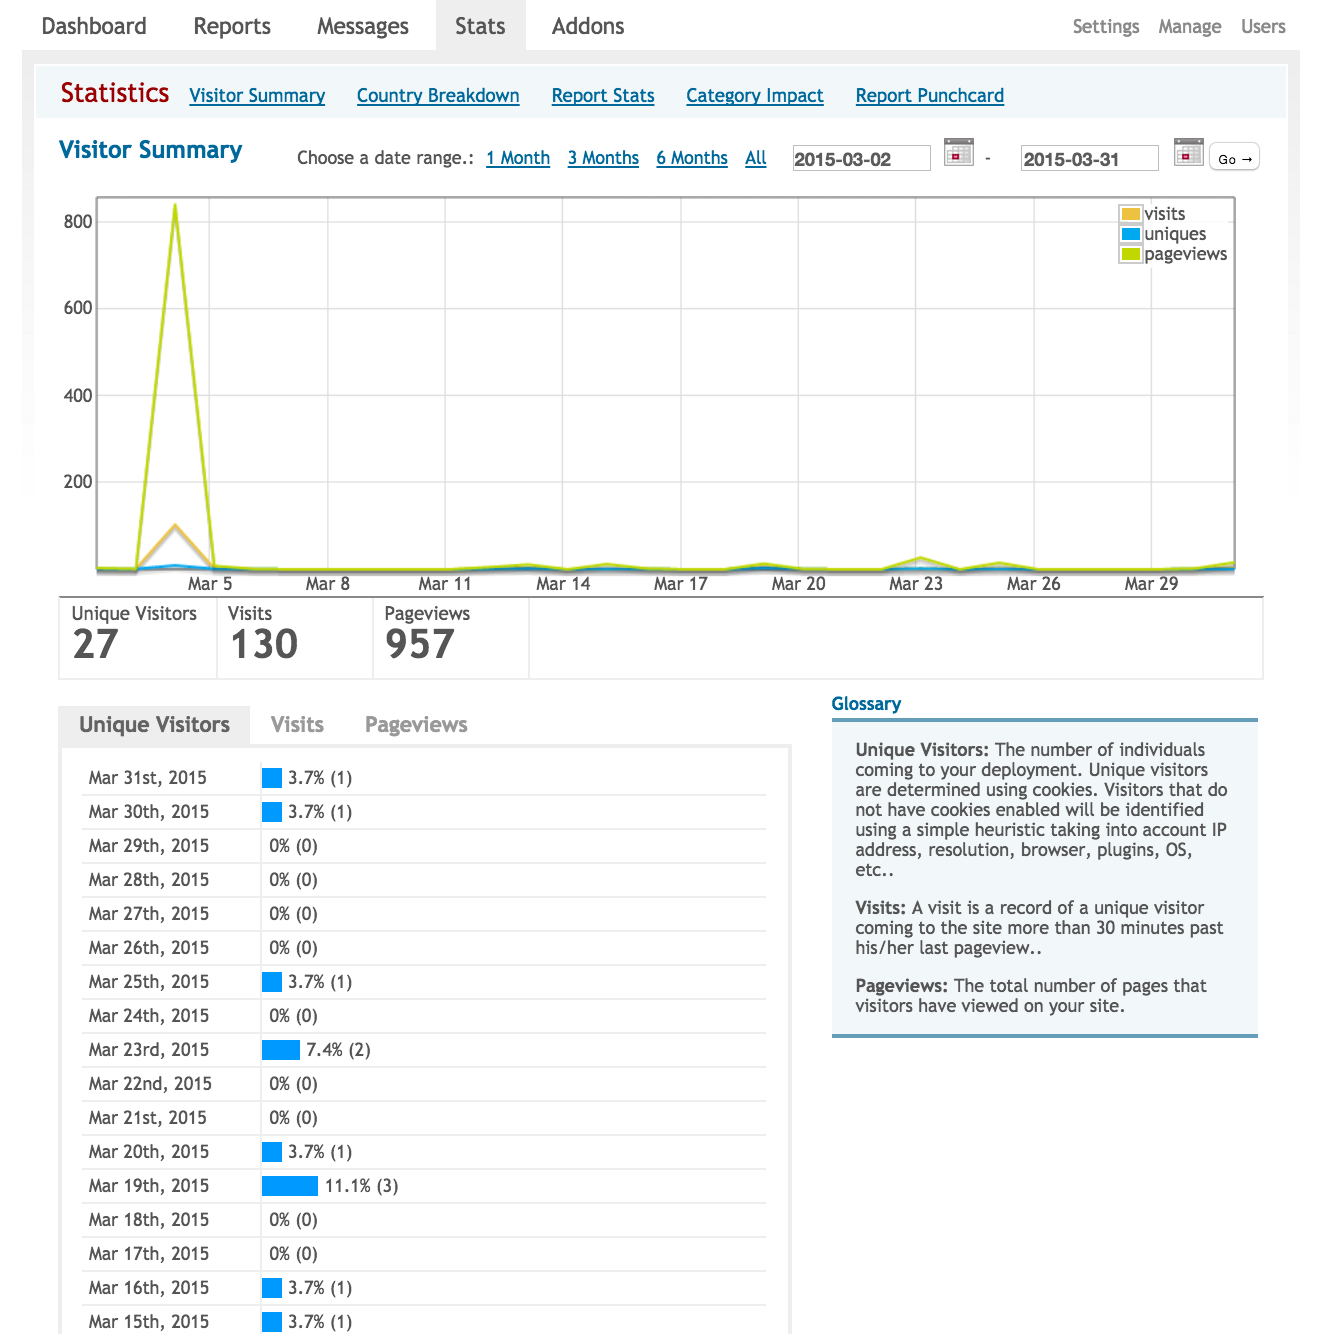 Dashboard Reports Messages Stats Addons Settings Manage Users
Statistics Visitor Summary Country Breakdown Report Stats Category Impact Report Punchcard
Visitor Summary Choose a date range.: 1 Month 3 Months 6 Months All 2015-03-02 - 2015-03-31 Go →
800
600
400
200
visits
uniques
pageviews
Mar 5 Mar 8 Mar 11 Mar 14 Mar 17 Mar 20 Mar 23 Mar 26 Mar 29
Unique Visitors Visits Pageviews
27 130 957
Unique Visitors Visits Pageviews
Mar 31st, 2015 3.7% (1)
Mar 30th, 2015 3.7% (1)
Mar 29th, 2015 0% (0)
Mar 28th, 2015 0% (0)
Mar 27th, 2015 0% (0)
Mar 26th, 2015 0% (0)
Mar 25th, 2015 3.7% (1)
Mar 24th, 2015 0% (0)
Mar 23rd, 2015 7.4% (2)
Mar 22nd, 2015 0% (0)
Mar 21st, 2015 0% (0)
Mar 20th, 2015 3.7% (1)
Mar 19th, 2015 11.1% (3)
Mar 18th, 2015 0% (0)
Mar 17th, 2015 0% (0)
Mar 16th, 2015 3.7% (1)
Mar 15th, 2015 3.7% (1)
Glossary
Unique Visitors: The number of individuals
coming to your deployment. Unique visitors
are determined using cookies. Visitors that do
not have cookies enabled will be identified
using a simple heuristic taking into account IP
address, resolution, browser, plugins, OS,
etc..
Visits: A visit is a record of a unique visitor
coming to the site more than 30 minutes past
his/her last pageview..
Pageviews: The total number of pages that
visitors have viewed on your site.